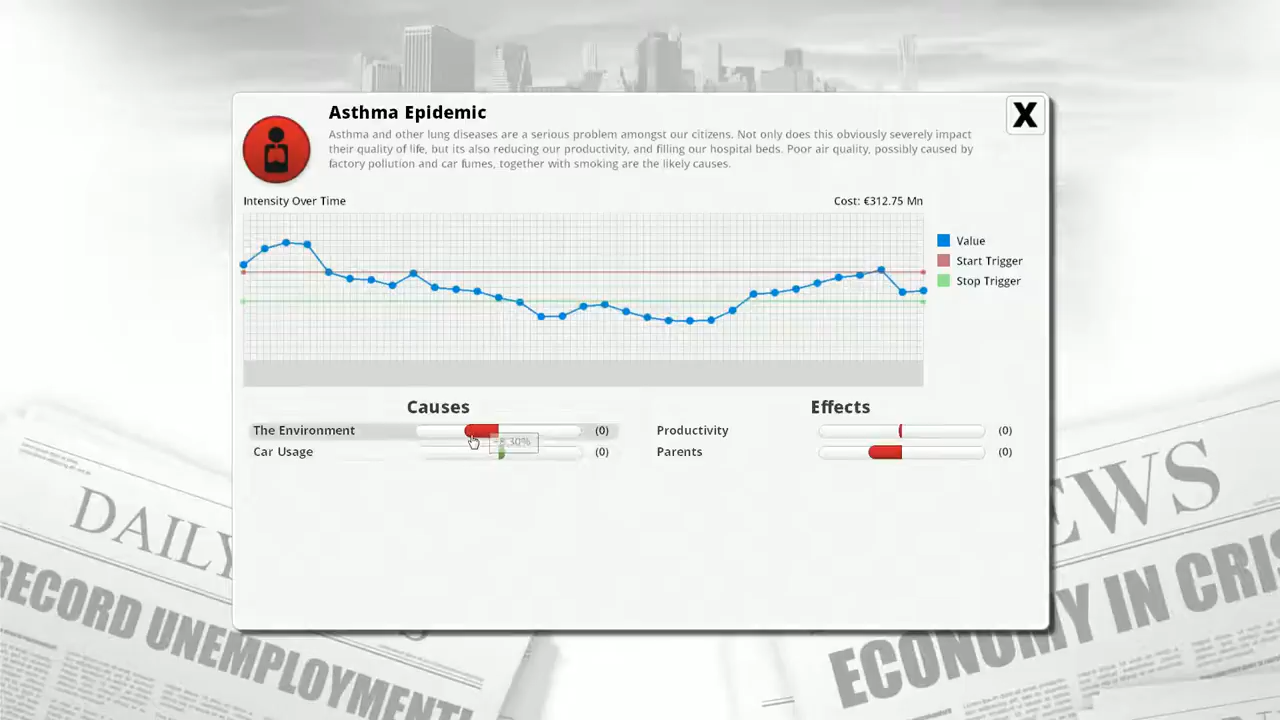 Asthma Epidemic
X
Asthma and other lung diseases are a serious problem amongst our citizens. Not only does this obviously severely impact
their quality of life, but its also reducing our productivity, and filling our hospital beds. Poor air quality, possibly caused by
factory pollution and car fumes, together with smoking are the likely causes.
Intensity Over Time
Cost: €312.75 Mn
Value
Start Trigger
Stop Trigger
Causes
Effects
The Environment
(0)
Productivity
(0)
Car Usage
(0)
Parents
(0)
DAILY
RECORD UNEMPLOYMENT!
EWS
ECONOMY IN CRIS